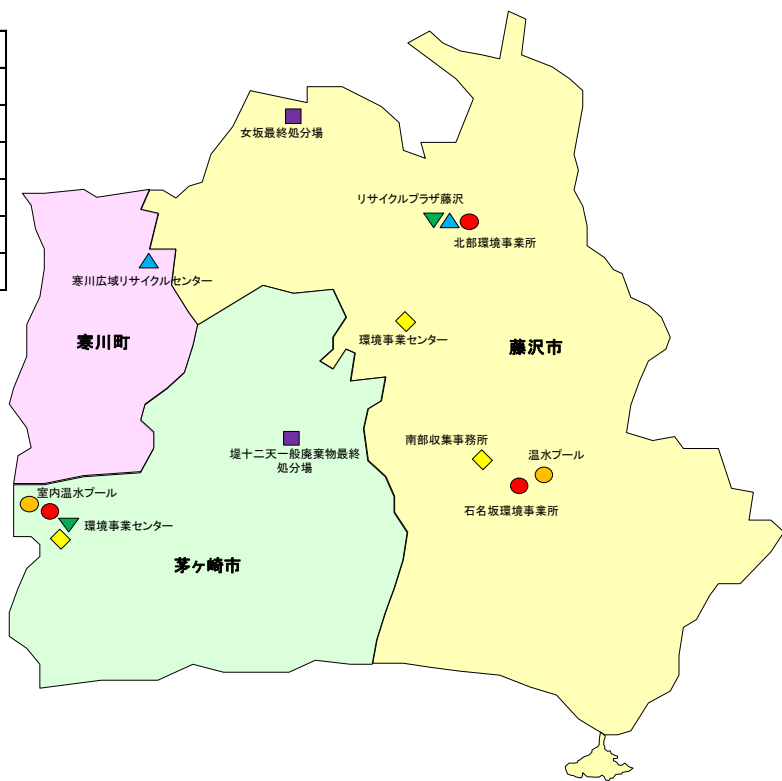 女坂最終処分場
リサイクルプラザ藤沢
北部環境事業所
寒川広域リサイクルセンター
寒川町
環境事業センター
藤沢市
南部収集事務所
温水プール
堤十二天一般廃棄物最終
処分場
石名坂環境事業所
室内温水プール
環境事業センター
茅ヶ崎市